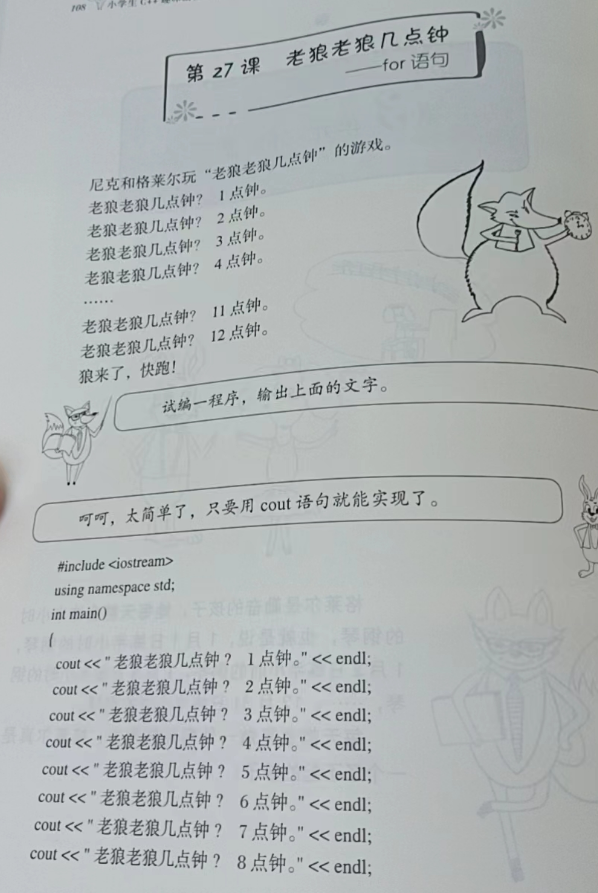 108
小学生C++
第 27 课 老狼老狼几点钟
——for 语句
尼克和格莱尔玩“老狼老狼几点钟”的游戏。
老狼老狼几点钟? 1 点钟。
老狼老狼几点钟? 2 点钟。
老狼老狼几点钟? 3 点钟。
老狼老狼几点钟? 4 点钟。
……
老狼老狼几点钟? 11 点钟。
老狼老狼几点钟? 12 点钟。
狼来了，快跑!
试编一程序，输出上面的文字。
呵呵，太简单了，只要用 cout 语句就能实现了。
#include <iostream>
using namespace std;
int main()
{
cout << " 老狼老狼几点钟 ? 1 点钟。" << endl;
cout << " 老狼老狼几点钟 ? 2 点钟。" << endl;
cout << " 老狼老狼几点钟 ? 3 点钟。" << endl;
cout << " 老狼老狼几点钟 ? 4 点钟。" << endl;
cout << " 老狼老狼几点钟 ? 5 点钟。" << endl;
cout << " 老狼老狼几点钟 ? 6 点钟。" << endl;
cout << " 老狼老狼几点钟 ? 7 点钟。" << endl;
cout << " 老狼老狼几点钟 ? 8 点钟。" << endl;